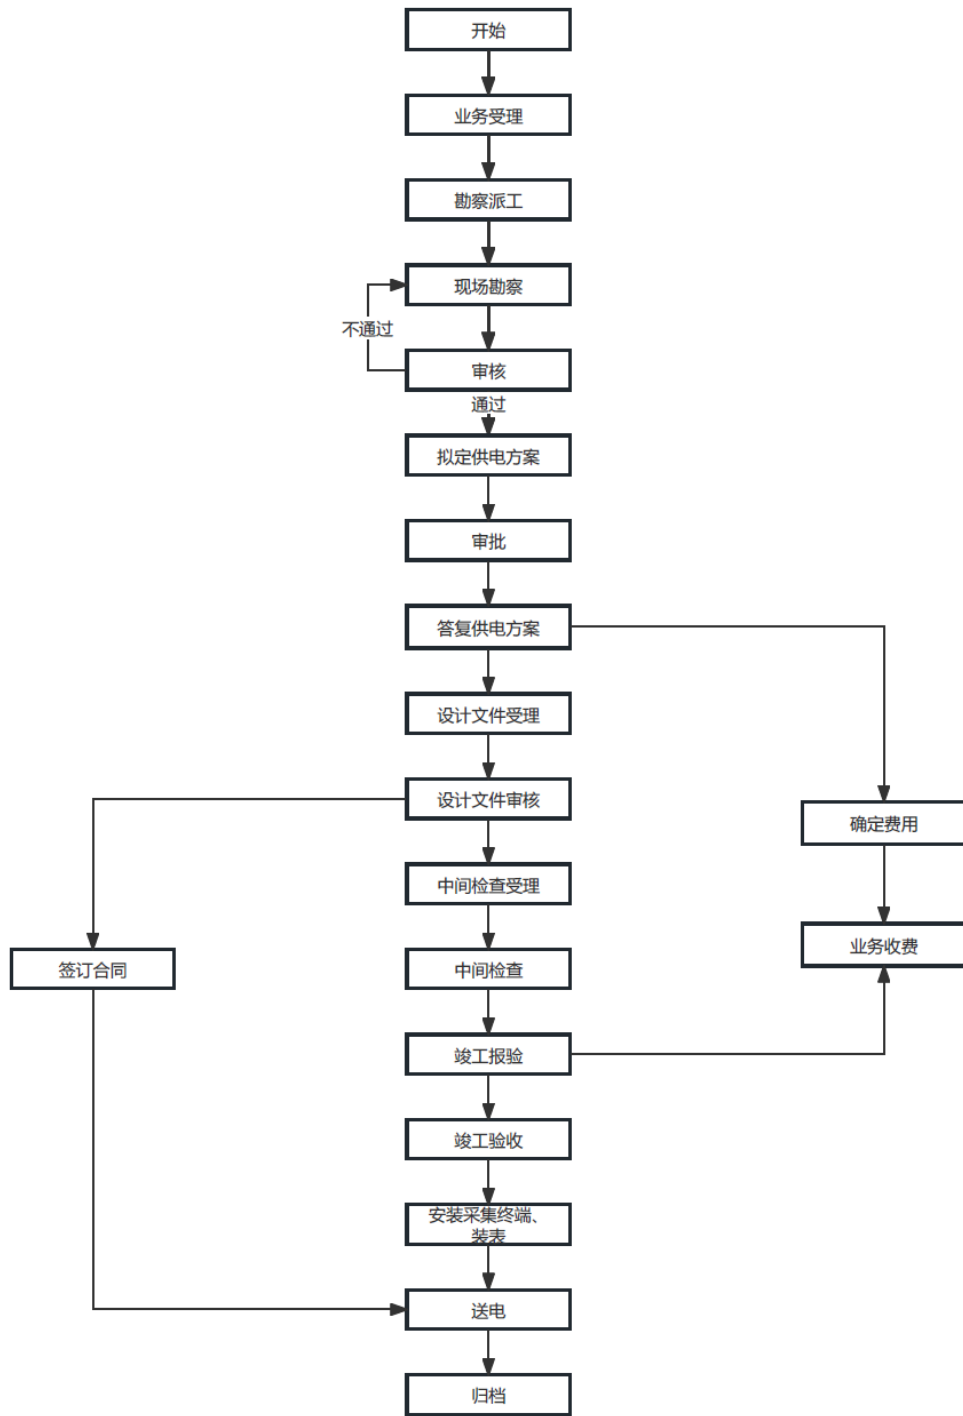 开始
业务受理
勘察派工
现场勘察
不通过
审核
通过
拟定供电方案
审批
答复供电方案
设计文件受理
设计文件审核
确定费用
中间检查受理
业务收费
签订合同
中间检查
竣工报验
竣工验收
安装采集终端、
装表
送电
归档